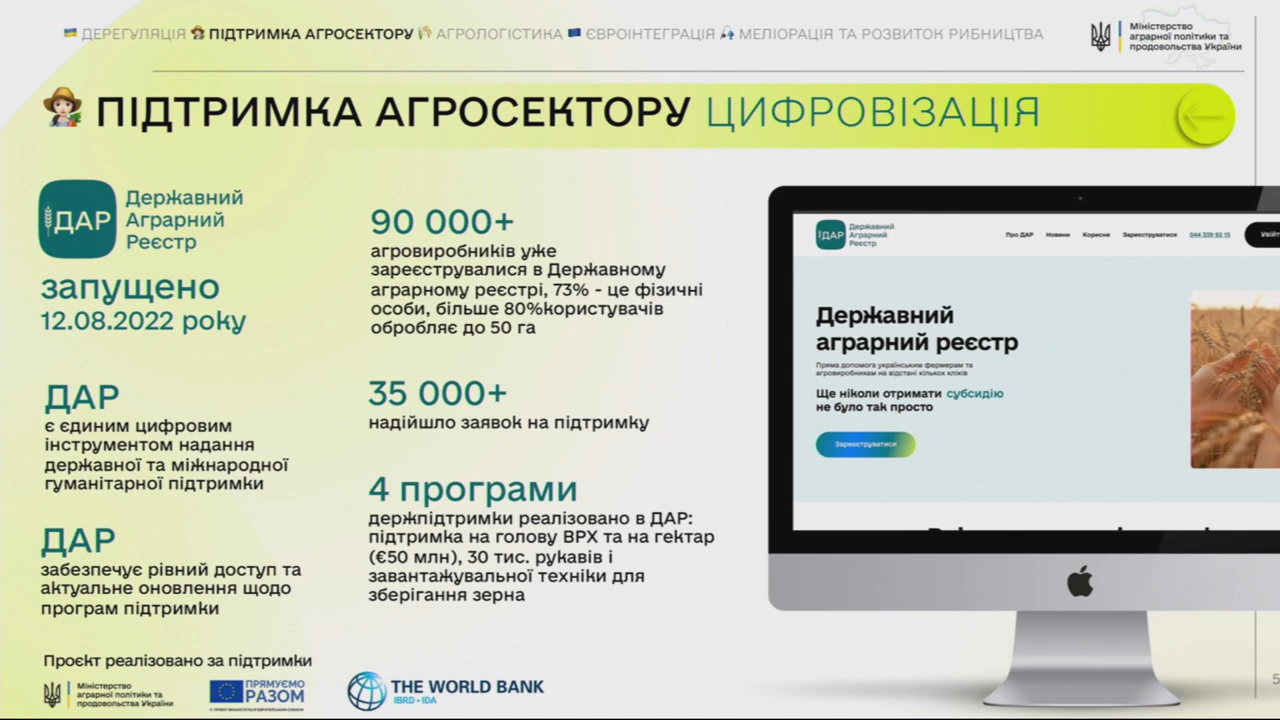 ДЕРЕГУЛЯЦІЯ ПІДТРИМКА АГРОСЕКТОРУ АГРОЛОГІСТИКА ЄВРОІНТЕГРАЦІЯ МЕЛІОРАЦІЯ ТА РОЗВИТОК РИБНИЦТВА
Міністерство
аграрної політики та
продовольства України
ПІДТРИМКА АГРОСЕКТОРУ ЦИФРОВІЗАЦІЯ
ДАР
Державний
Аграрний
Реєстр
запущено
12.08.2022 року
ДАР
є єдиним цифровим
інструментом надання
державної та міжнародної
гуманітарної підтримки
ДАР
забезпечує рівний доступ та
актуальне оновлення щодо
програм підтримки
90 000+
агровиробників уже
зареєструвалися в Державному
аграрному реєстрі, 73% - це фізичні
особи, більше 80%користувачів
обробляє до 50 га
35 000+
надійшло заявок на підтримку
4 програми
держпідтримки реалізовано в ДАР:
підтримка на голову ВРХ та на гектар
(€50 млн), 30 тис. рукавів і
завантажувальної техніки для
зберігання зерна
ДАР
Державний
Аграрний
Реєстр
Про ДАР Новини Корисне Зареєструватися 044 339 92 15
Державний
аграрний реєстр
Пряма допомога українським фермерам та
агровиробникам на відстані кількох кліків
Ще ніколи отримати субсидію
не було так просто
Зареєструватися
Проєкт реалізовано за підтримки
Міністерство
аграрної політики та
продовольства України
ПРЯМУЄМО
РАЗОМ
THE WORLD BANK
IBRD • IDA
5